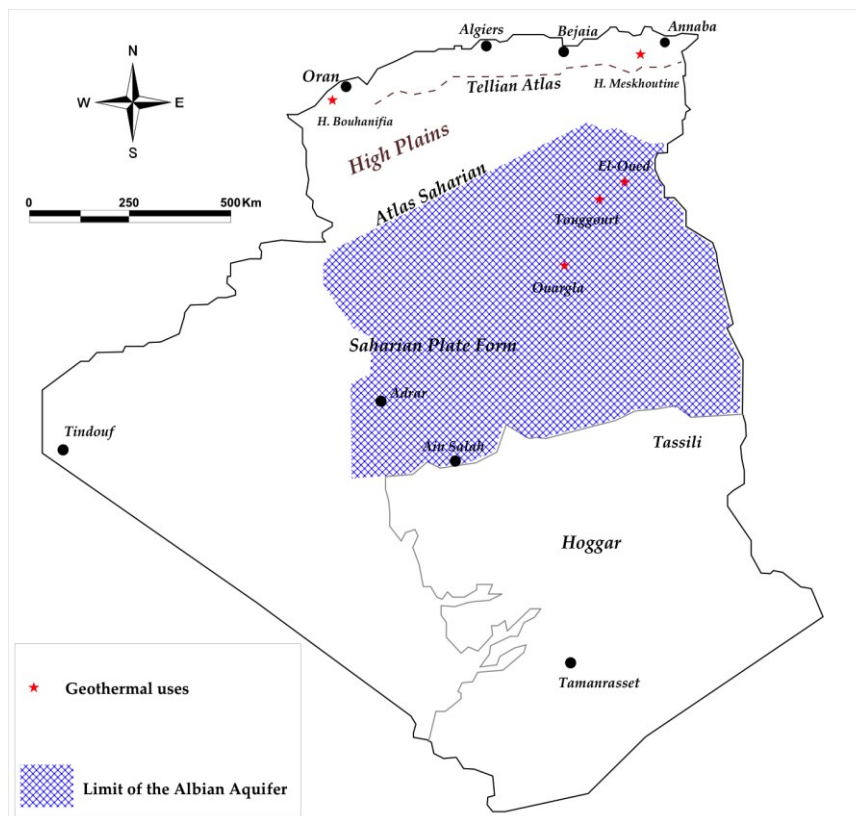 Algiers
Bejaia
Annaba
N
W
E
S
Oran
H. Meskhoutine
Tellian Atlas
H. Bouhanifia
High Plains
El-Oued
Atlas Saharian
Touggourt
0
250
500 Km
Ouargla
Saharian Plate Form
Adrar
Tindouf
Ain Salah
Tassili
Hoggar
Tamanrasset
Geothermal uses
Limit of the Albian Aquifer